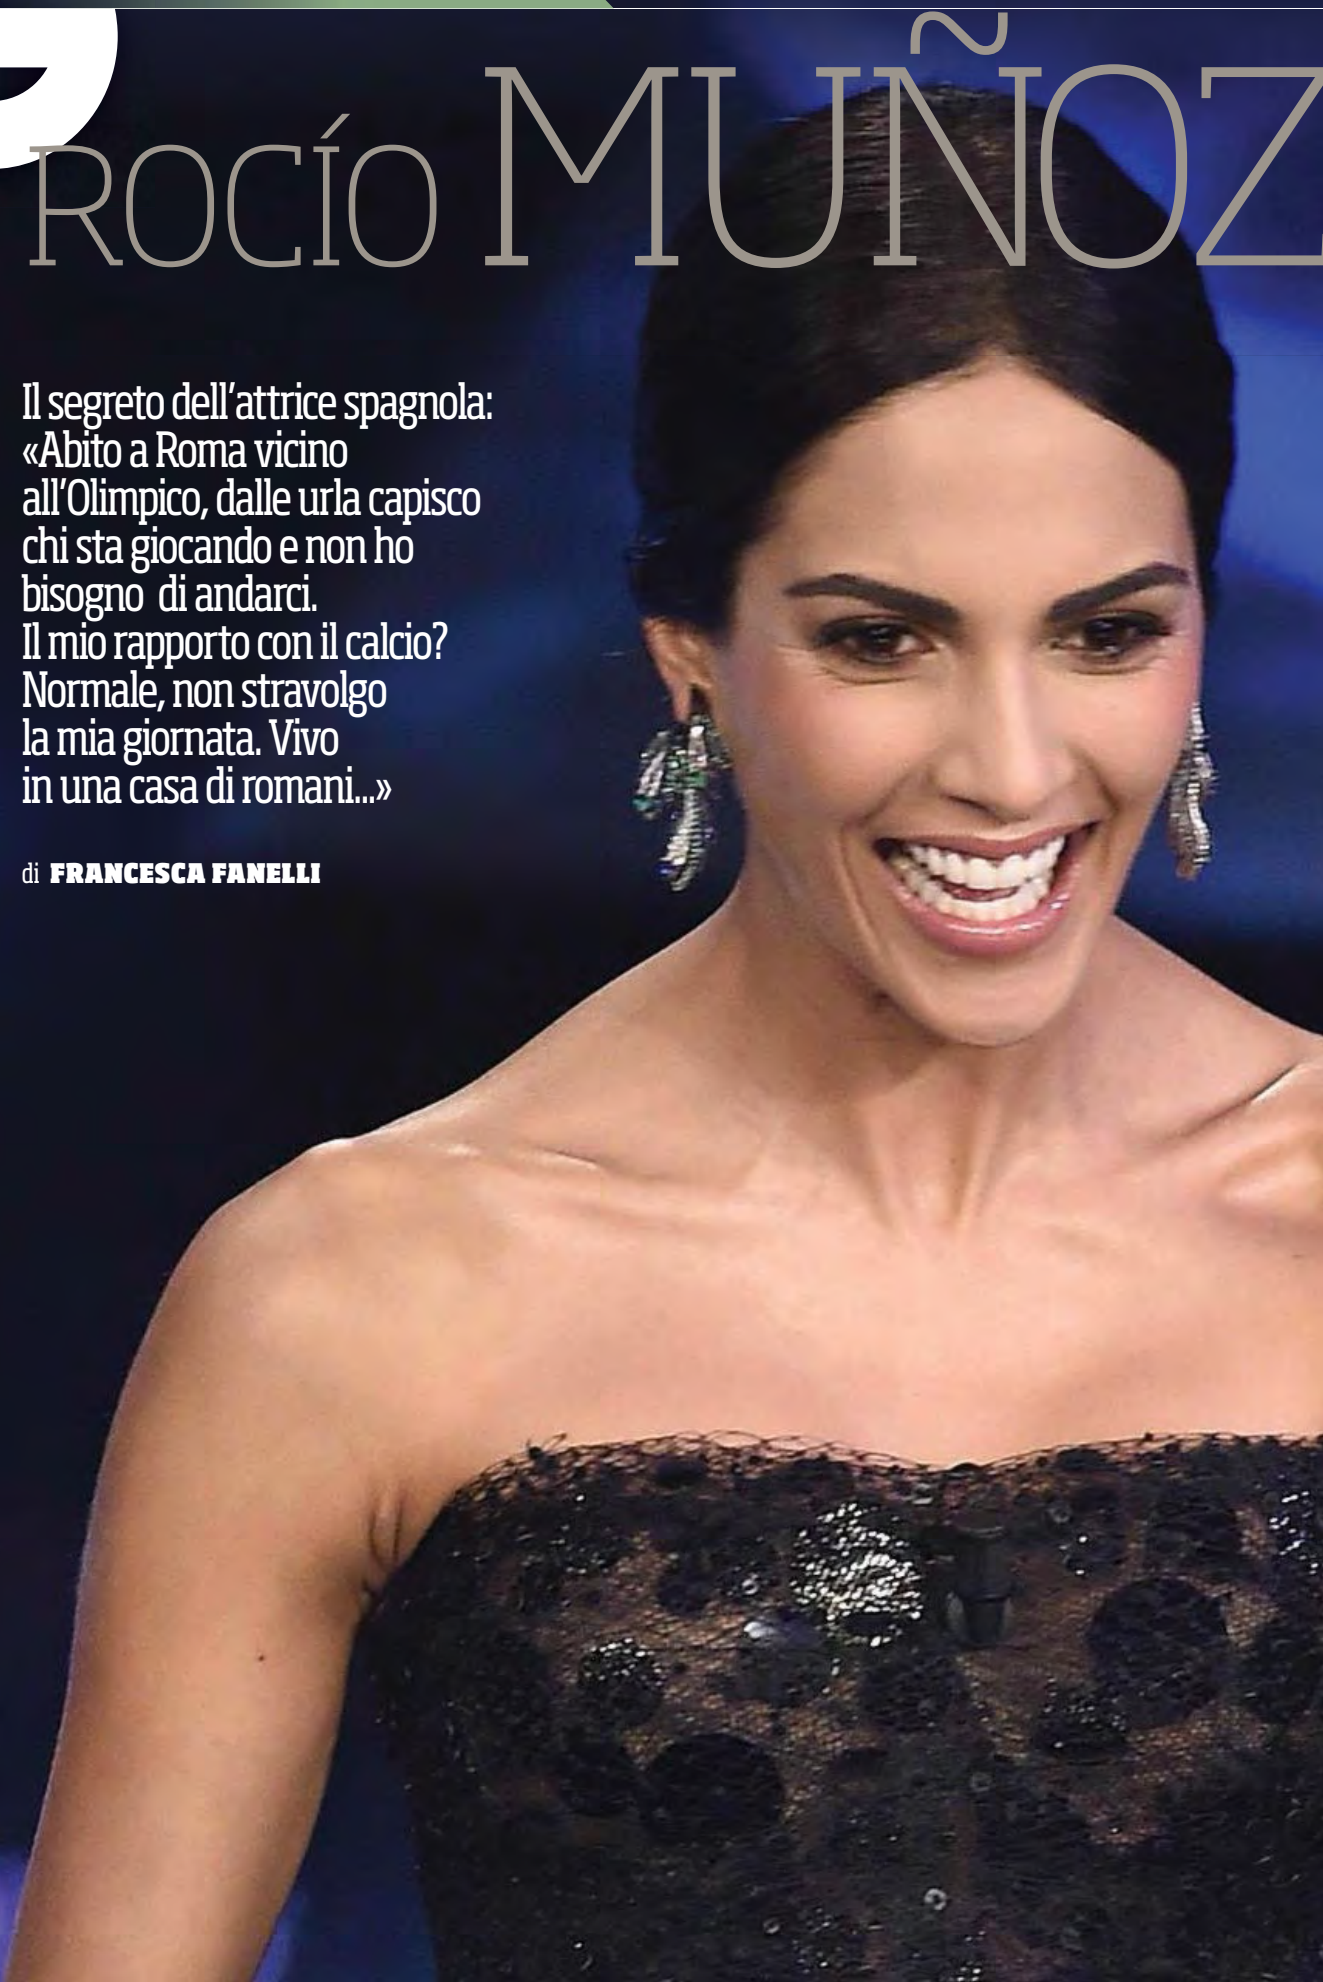 ROCÍO MUÑOZ
Il segreto dell'attrice spagnola:
«Abito a Roma vicino
all'Olimpico, dalle urla capisco
chi sta giocando e non ho
bisogno di andarci.
Il mio rapporto con il calcio?
Normale, non stravolgo
la mia giornata. Vivo
in una casa di romani...»
di FRANCESCA FANELLI